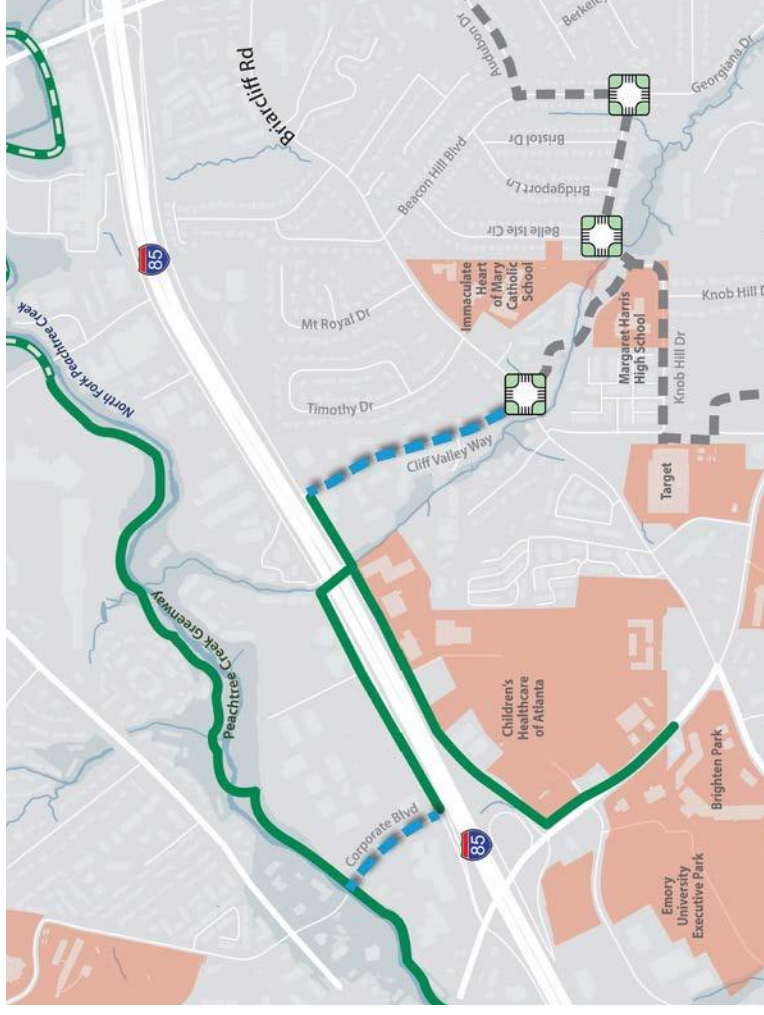 Audubon Dr
Georgiana Dr
Briarcliff Rd
Bristol Dr
Beacon Hill Blvd
Bridgeport Ln
Belle Isle Cir
85
Immaculate
Heart
of Mary
Catholic
School
Knob Hill
Mt Royal Dr
Margaret Harris
High School
North Fork Peachtree Creek
Knob Hill Dr
Timothy Dr
Cliff Valley Way
Target
Peachtree Creek Greenway
Children's
Healthcare
of Atlanta
Brighten Park
Corporate Blvd
85
Emory
University
Executive Park